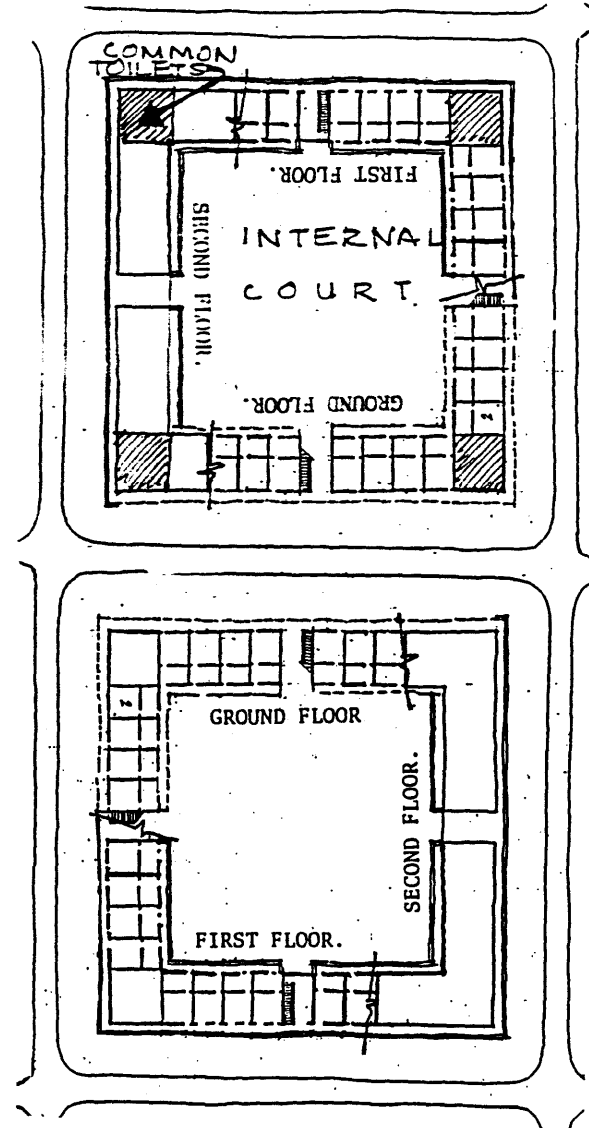 COMMON
TOILETS
FIRST FLOOR.
SECOND FLOOR.
INTERNAL
COURT.
GROUND FLOOR.
GROUND FLOOR
SECOND FLOOR.
FIRST FLOOR.